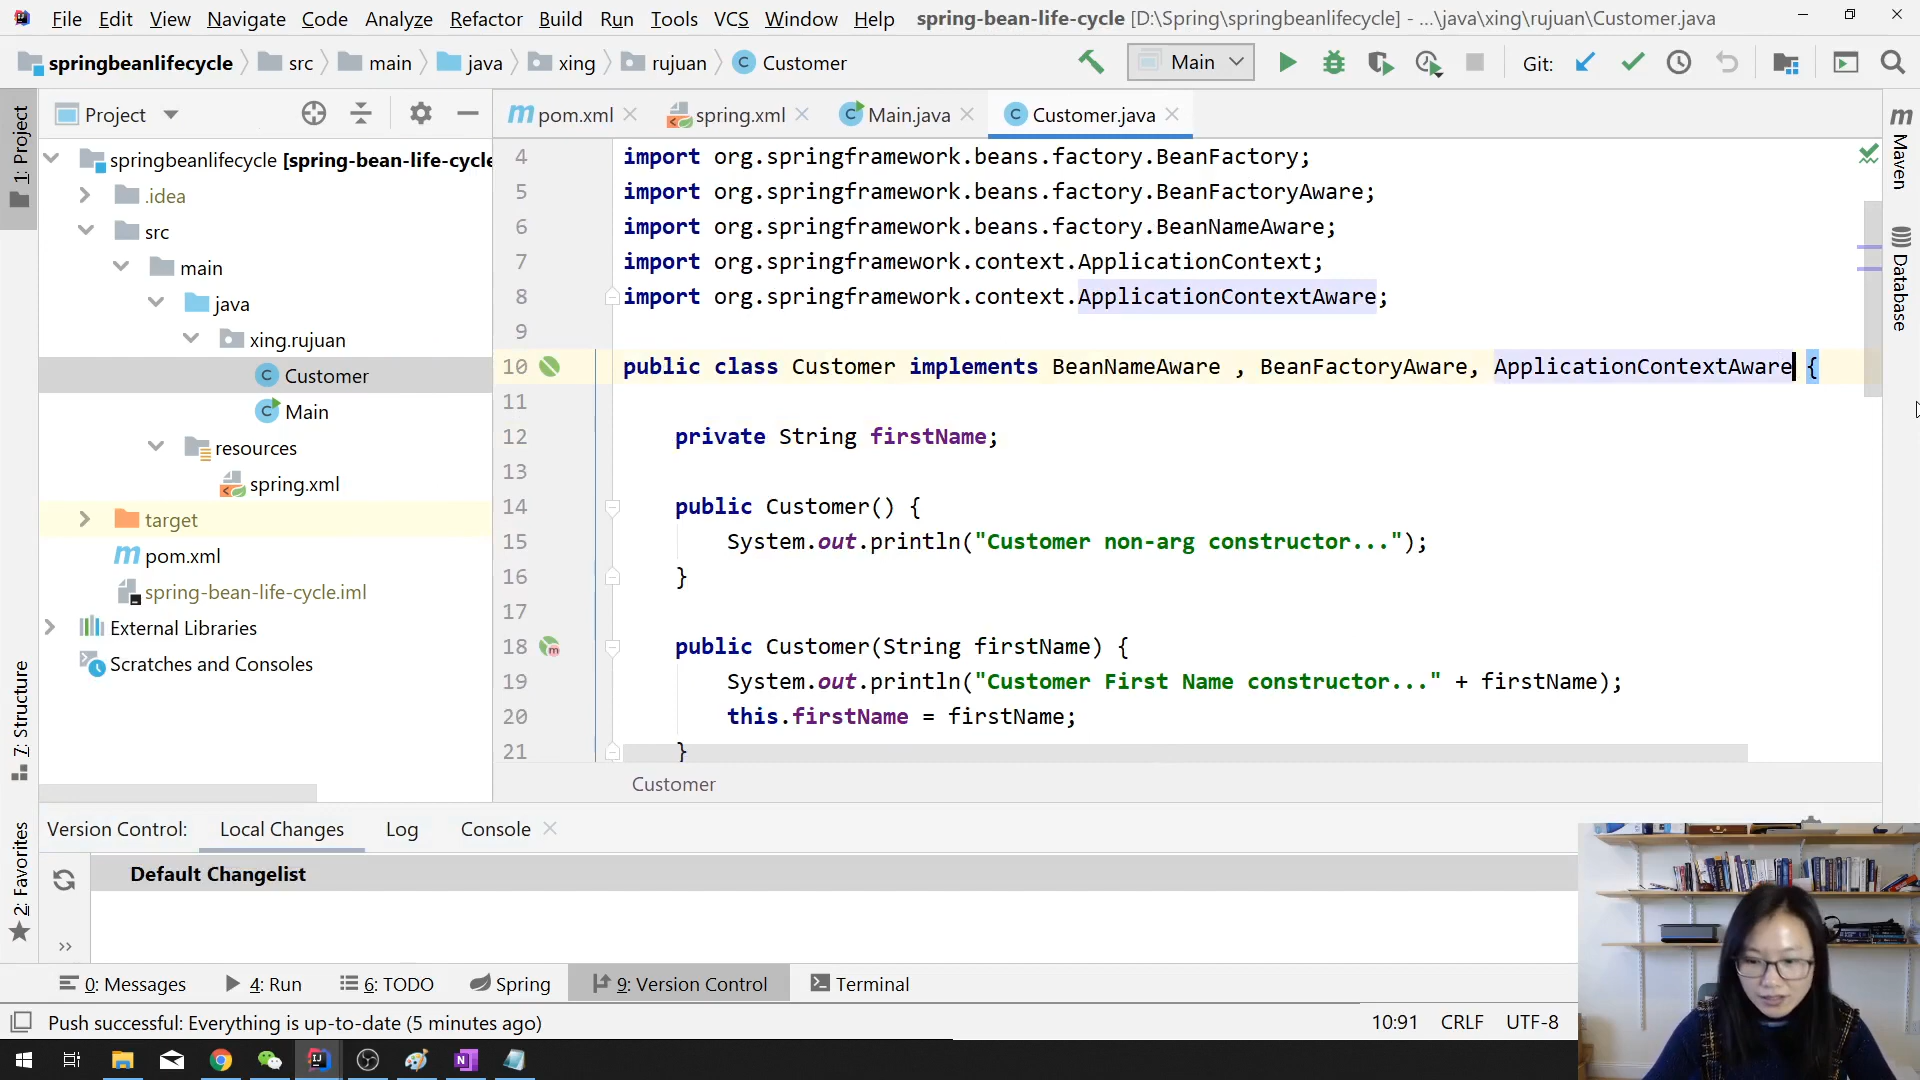 File Edit View Navigate Code Analyze Refactor Build Run Tools VCS Window Help spring-bean-life-cycle [D:\Spring\springbeanlifecycle] - ...\java\xing\rujuan\Customer.java
springbeanlifecycle src main java xing rujuan Customer Main Git:
1: Project
Project
pom.xml spring.xml Main.java Customer.java
springbeanlifecycle [spring-bean-life-cycle
.idea
src
main
java
xing.rujuan
Customer
Main
resources
spring.xml
target
pom.xml
spring-bean-life-cycle.iml
External Libraries
Scratches and Consoles
4 import org.springframework.beans.factory.BeanFactory;
5 import org.springframework.beans.factory.BeanFactoryAware;
6 import org.springframework.beans.factory.BeanNameAware;
7 import org.springframework.context.ApplicationContext;
8 import org.springframework.context.ApplicationContextAware;
9
10 public class Customer implements BeanNameAware , BeanFactoryAware, ApplicationContextAware {
11
12 private String firstName;
13
14 public Customer() {
15 System.out.println("Customer non-arg constructor...");
16 }
17
18 public Customer(String firstName) {
19 System.out.println("Customer First Name constructor..." + firstName);
20 this.firstName = firstName;
21 }
Customer
m Maven
Database
7: Structure
2: Favorites
Version Control: Local Changes Log Console
Default Changelist
0: Messages 4: Run 6: TODO Spring 9: Version Control Terminal
Push successful: Everything is up-to-date (5 minutes ago) 10:91 CRLF UTF-8